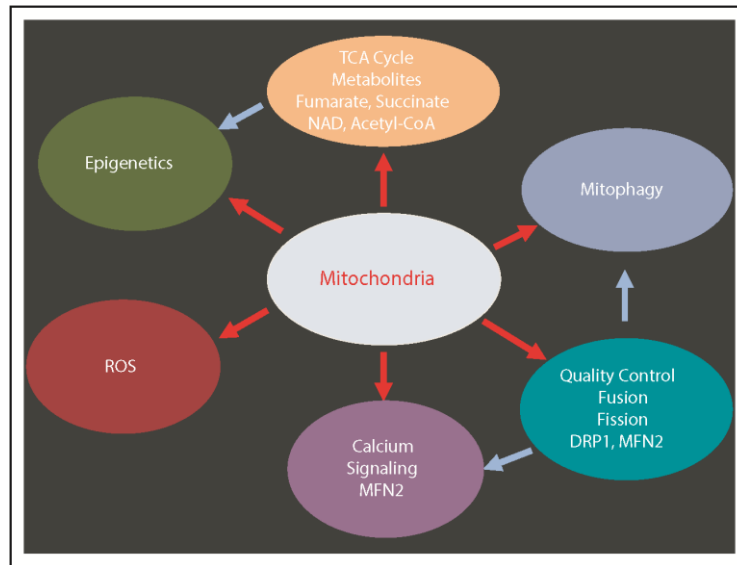 TCA Cycle
Metabolites
Fumarate, Succinate
NAD, Acetyl-CoA
Epigenetics
Mitophagy
Mitochondria
ROS
Quality Control
Fusion
Fission
DRP1, MFN2
Calcium
Signaling
MFN2